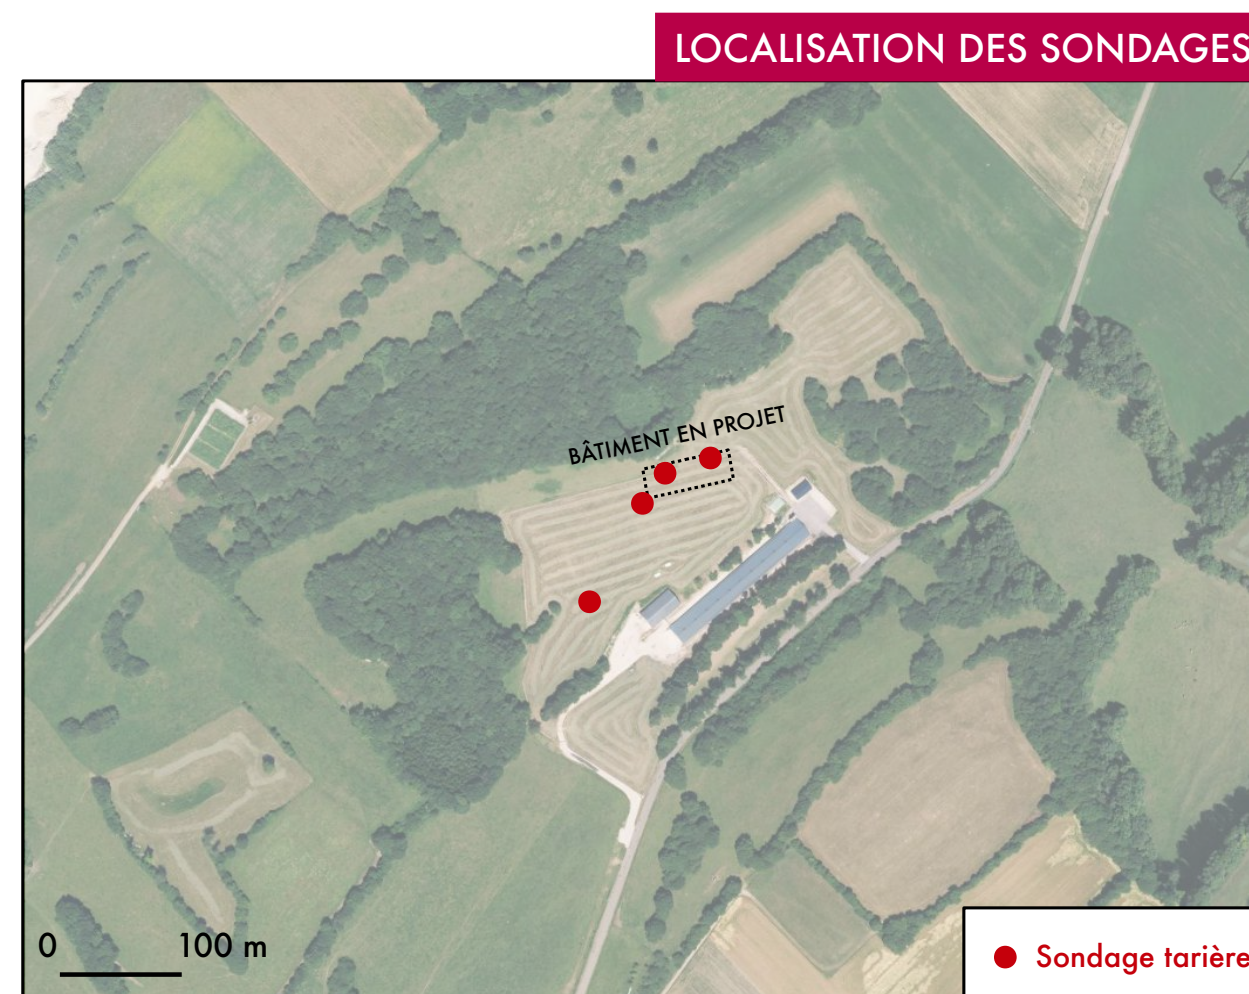 LOCALISATION DES SONDAGES
BÂTIMENT EN PROJET
0 100 m
Sondage tarière